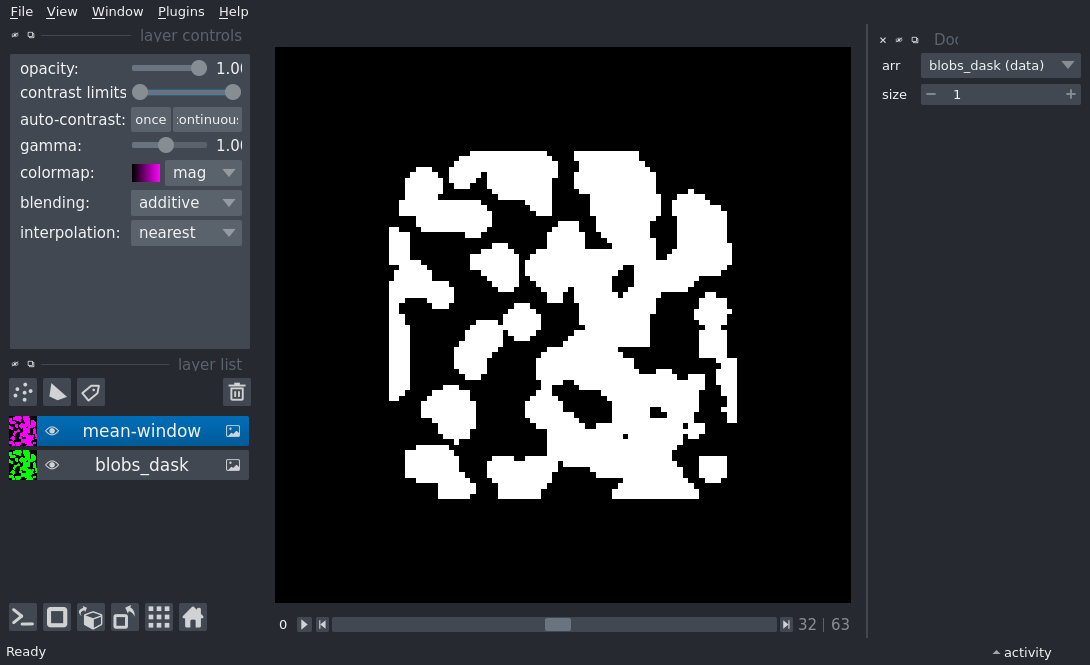 File View Window Plugins Help
layer controls
opacity: 1.0
contrast limits
auto-contrast: once ontinuou
gamma: 1.0
colormap: mag
blending: additive
interpolation: nearest
layer list
mean-window
blobs_dask
0 32 | 63
Ready
Doc
arr blobs_dask (data)
size 1
activity